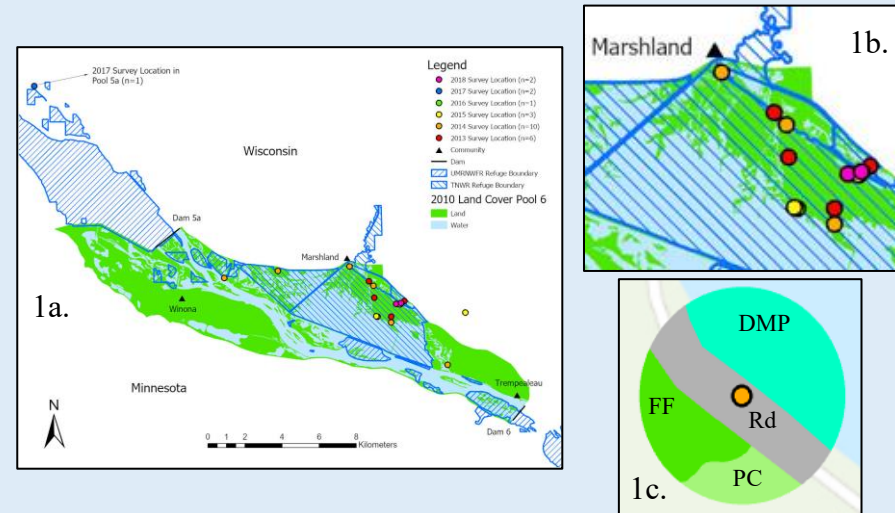 1a.
2017 Survey Location in
Pool 5a (n=1)
Wisconsin
Legend
2018 Survey Location (n=2)
2017 Survey Location (n=2)
2016 Survey Location (n=1)
2015 Survey Location (n=3)
2014 Survey Location (n=10)
2013 Survey Location (n=6)
Community
Dam
UMRNWFR Refuge Boundary
TNWR Refuge Boundary
2010 Land Cover Pool 6
Land
Water
Dam 5a
Marshland
Winona
Minnesota
Trempealeau
Dam 6
N
0 1 2 4 6 8
Kilometers
Marshland
1b.
DMP
FF
Rd
PC
1c.